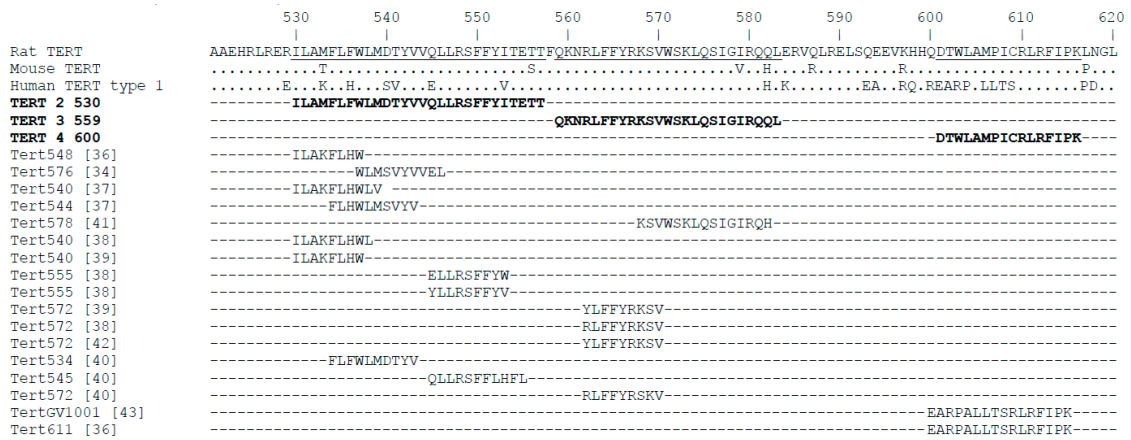 530 540 550 560 570 580 590 600 610 620
| | | | | | | | | |
Rat TERT AAEHRLRERILAMFLFWLMDTYVVQLLRSFFYITETTFQKNRLFFYRKSVWSKLQSIGIRQQLERVQLRELSQEEVKHHQDTWLAMPICRLRFIPKLNGL
Mouse TERT ............F......................S......................V..H....R.........V...................P...
Human TERT type 1 ........E...K..H...SV...E.......V............................H.K........EA..RQ.REARP.LLTS.......PD..
TERT 2 530 ---------ILAMFLFWLMDTYVVQLLRSFFYITETT---------------------------------------------------------------
TERT 3 559 --------------------------------------QKNRLFFYRKSVWSKLQSIGIRQQL-------------------------------------
TERT 4 600 --------------------------------------------------------------------------------DTWLAMPICRLRFIPK----
Tert548 [36] ---------ILAKFLHW-----------------------------------------------------------------------------------
Tert576 [34] ----------------WLMSVYVVEL--------------------------------------------------------------------------
Tert540 [37] ---------ILAKFLHWLV --------------------------------------------------------------------------------
Tert544 [37] -------------FLHWLMSVYV-----------------------------------------------------------------------------
Tert578 [41] -----------------------------------------------KSVWSKLQSIGIRQH--------------------------------------
Tert540 [38] ---------ILAKFLHWL----------------------------------------------------------------------------------
Tert540 [39] ---------ILAKFLHW-----------------------------------------------------------------------------------
Tert555 [38] ------------------------ELLRSFFYW-------------------------------------------------------------------
Tert555 [38] ------------------------YLLRSFFYV-------------------------------------------------------------------
Tert572 [39] -----------------------------------------YLFFYRKSV--------------------------------------------------
Tert572 [38] -----------------------------------------RLFFYRKSV--------------------------------------------------
Tert572 [42] -----------------------------------------YLFFYRKSV--------------------------------------------------
Tert534 [40] -------------FLFWLMDTYV-----------------------------------------------------------------------------
Tert545 [40] ------------------------QLLRSFFLHFL-----------------------------------------------------------------
Tert572 [40] -----------------------------------------RLFFYRSKV--------------------------------------------------
TertGV1001 [43] -------------------------------------------------------------------------------EARPALLTSRLRFIPK-----
Tert611 [36] -------------------------------------------------------------------------------EARPALLTSRLRFIPK-----